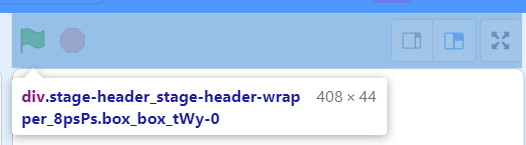 div.stage-header_stage-header-wrap 408 × 44
per_8psPs.box_box_tWy-0